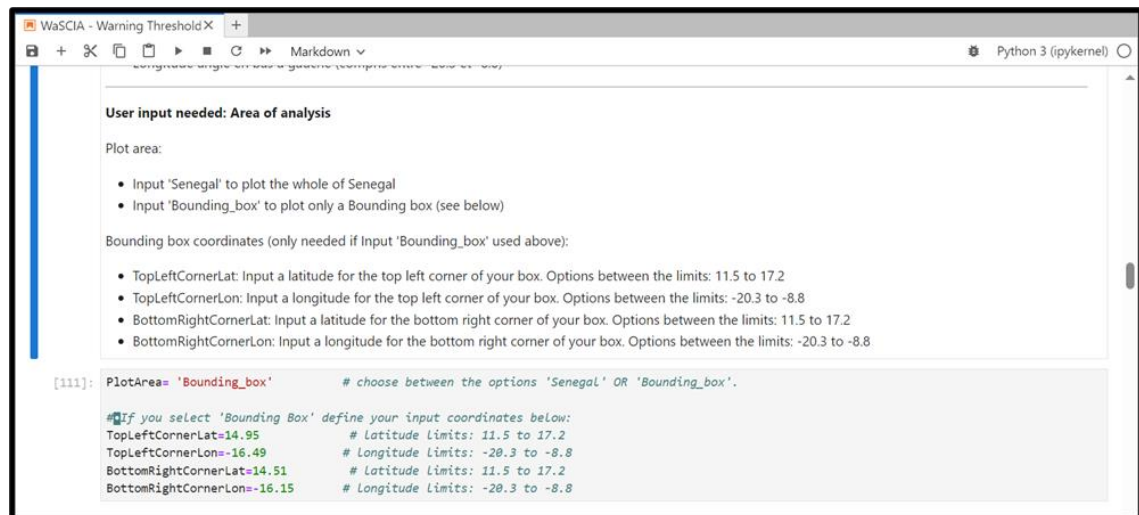 WaSCIA - Warning Threshold
Markdown
Python 3 (ipykernel)
User input needed: Area of analysis
Plot area:
• Input 'Senegal' to plot the whole of Senegal
• Input 'Bounding_box' to plot only a Bounding box (see below)
Bounding box coordinates (only needed if Input 'Bounding_box' used above):
• TopLeftCornerLat: Input a latitude for the top left corner of your box. Options between the limits: 11.5 to 17.2
• TopLeftCornerLon: Input a longitude for the top left corner of your box. Options between the limits: -20.3 to -8.8
• BottomRightCornerLat: Input a latitude for the bottom right corner of your box. Options between the limits: 11.5 to 17.2
• BottomRightCornerLon: Input a longitude for the bottom right corner of your box. Options between the limits: -20.3 to -8.8
[111]: PlotArea= 'Bounding_box' # choose between the options 'Senegal' OR 'Bounding_box'.
#If you select 'Bounding Box' define your input coordinates below:
TopLeftCornerLat=14.95 # Latitude limits: 11.5 to 17.2
TopLeftCornerLon=-16.49 # Longitude limits: -20.3 to -8.8
BottomRightCornerLat=14.51 # Latitude limits: 11.5 to 17.2
BottomRightCornerLon=-16.15 # Longitude limits: -20.3 to -8.8